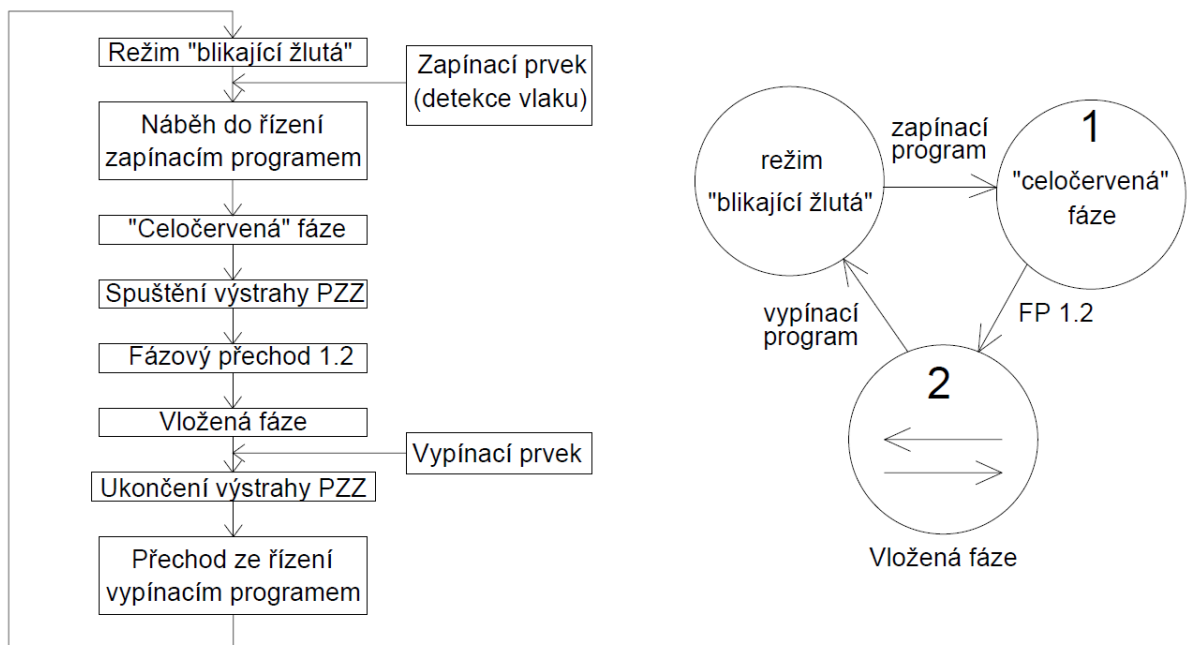 Režim "blikající žlutá"
Zapínací prvek
(detekce vlaku)
Náběh do řízení
zapínacím programem
"Celočervená" fáze
Spuštění výstrahy PZZ
Fázový přechod 1.2
Vložená fáze
Vypínací prvek
Ukončení výstrahy PZZ
Přechod ze řízení
vypínacím programem
režim
"blikající žlutá"
zapínací
program
1
"celočervená"
fáze
FP 1.2
vypínací
program
2
Vložená fáze